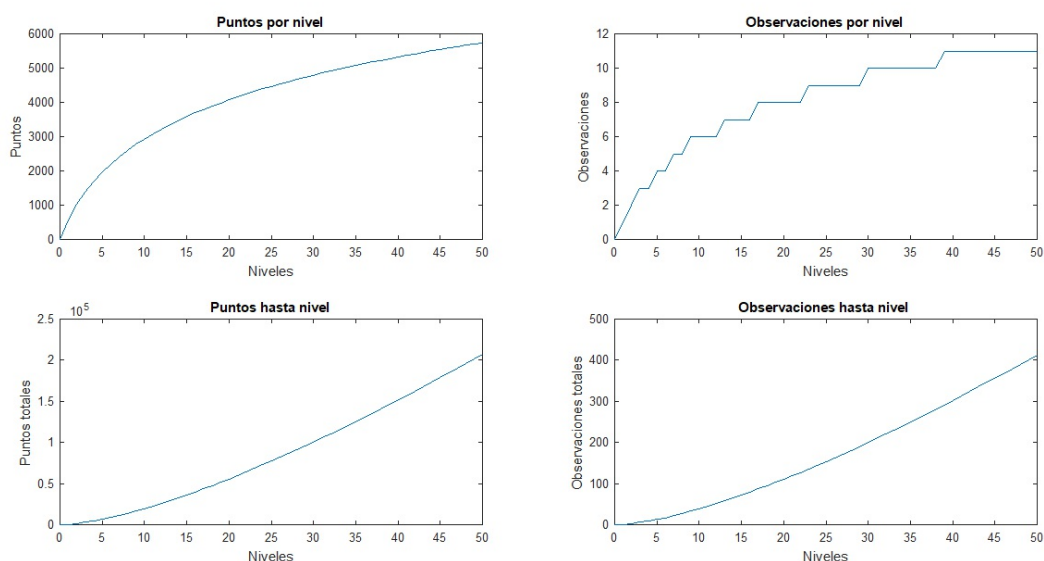 Puntos por nivel
6000
5000
4000
3000
2000
1000
0
Puntos
0 5 10 15 20 25 30 35 40 45 50
Niveles
Observaciones por nivel
12
10
8
6
4
2
0
Observaciones
0 5 10 15 20 25 30 35 40 45 50
Niveles
Puntos hasta nivel
10^5
2.5
2
1.5
1
0.5
0
Puntos totales
0 5 10 15 20 25 30 35 40 45 50
Niveles
Observaciones hasta nivel
500
400
300
200
100
0
Observaciones totales
0 5 10 15 20 25 30 35 40 45 50
Niveles